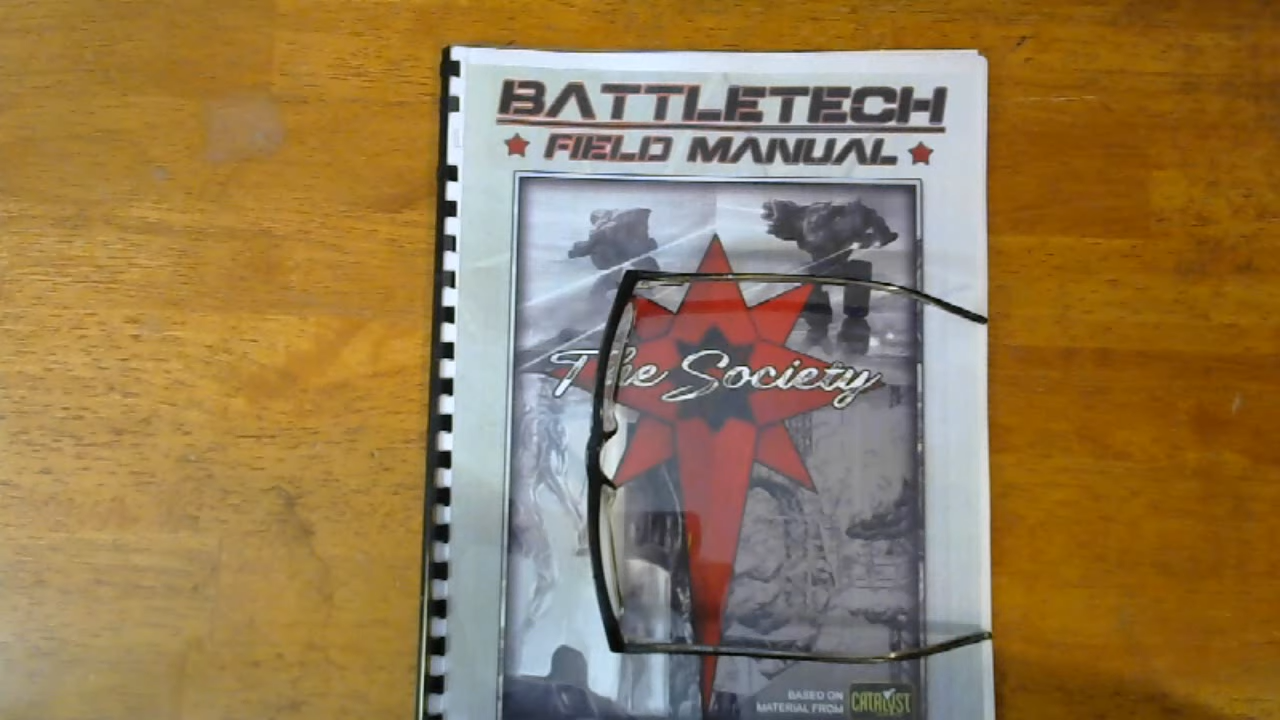 BATTLETECH
FIELD MANUAL
The Society
BASED ON
MATERIAL FROM
CATALYST